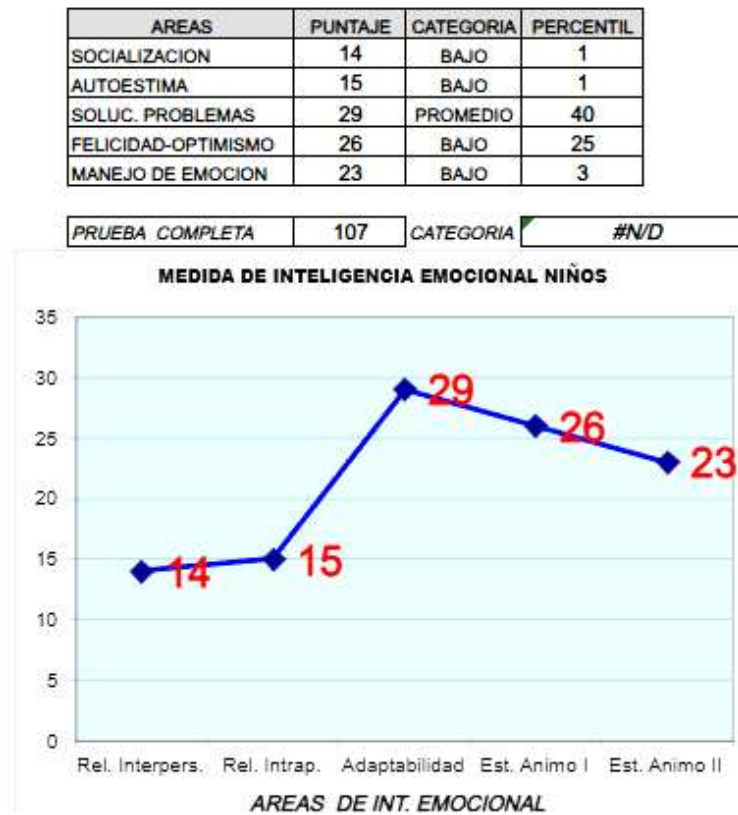 AREAS PUNTAJE CATEGORIA PERCENTIL
SOCIALIZACION 14 BAJO 1
AUTOESTIMA 15 BAJO 1
SOLUC. PROBLEMAS 29 PROMEDIO 40
FELICIDAD-OPTIMISMO 26 BAJO 25
MANEJO DE EMOCION 23 BAJO 3
PRUEBA COMPLETA 107 CATEGORIA #N/D
MEDIDA DE INTELIGENCIA EMOCIONAL NIÑOS
35
30
29
26
25
23
20
15
15
14
10
5
0
Rel. Interpers. Rel. Intrap. Adaptabilidad Est. Animo I Est. Animo II
AREAS DE INT. EMOCIONAL